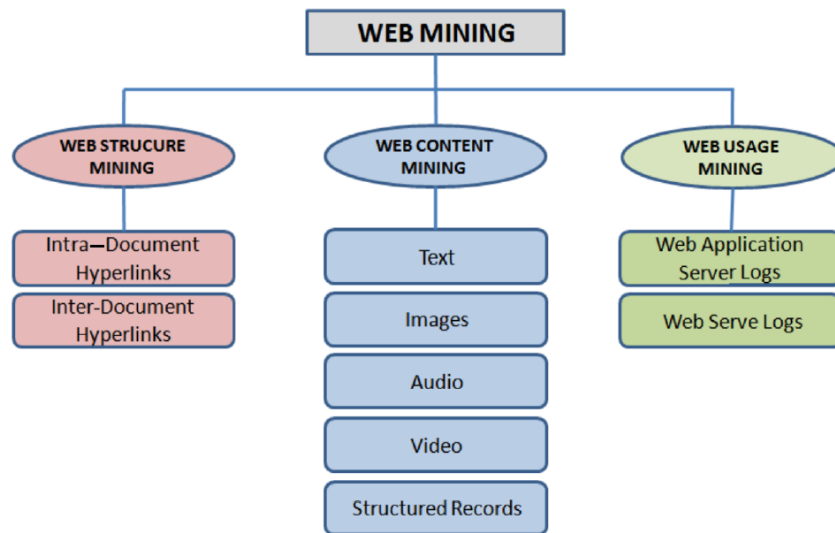 WEB MINING
WEB STRUCURE
MINING
WEB CONTENT
MINING
WEB USAGE
MINING
Intra—Document
Hyperlinks
Inter-Document
Hyperlinks
Text
Images
Audio
Video
Structured Records
Web Application
Server Logs
Web Serve Logs